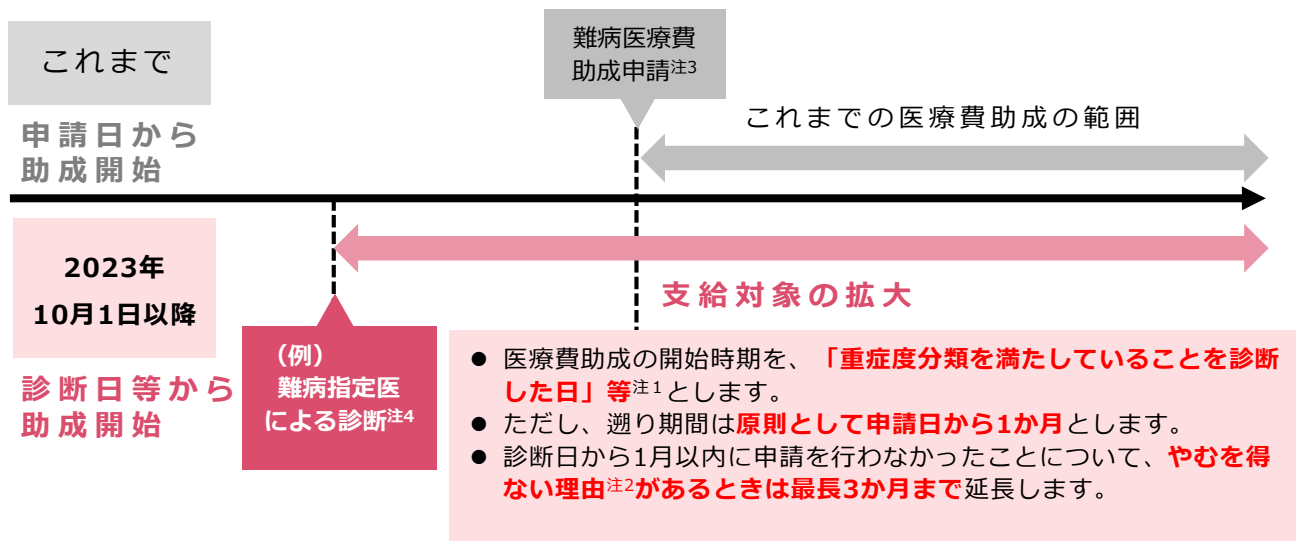 これまで
申請日から
助成開始
難病医療費
助成申請注3
これまでの医療費助成の範囲
2023年
10月1日以降
診断日等から
助成開始
支給対象の拡大
（例）
難病指定医
による診断注4
● 医療費助成の開始時期を、「重症度分類を満たしていることを診断
した日」等注1とします。
● ただし、遡り期間は原則として申請日から1か月とします。
● 診断日から1月以内に申請を行わなかったことについて、やむを得
ない理由注2があるときは最長3か月まで延長します。